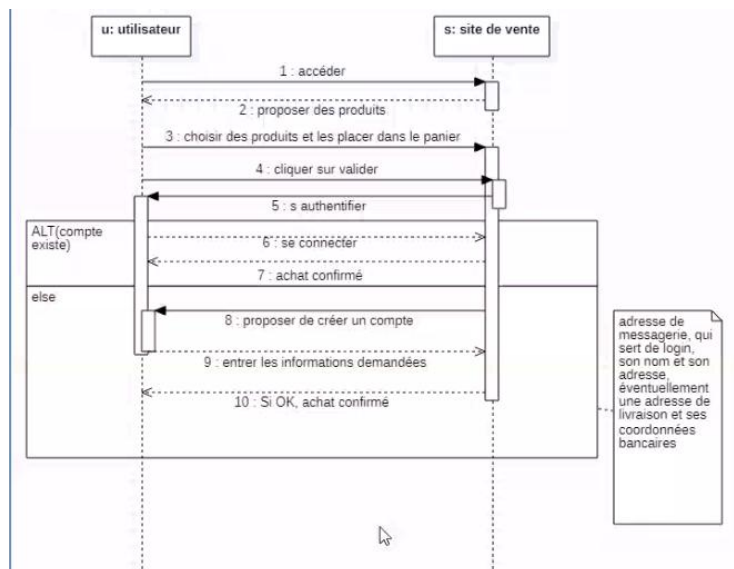 u: utilisateur
s: site de vente
1 : accéder
2 : proposer des produits
3 : choisir des produits et les placer dans le panier
4 : cliquer sur valider
5 : s authentifier
ALT(compte
existe)
6 : se connecter
7 : achat confirmé
else
8 : proposer de créer un compte
9 : entrer les informations demandées
10 : Si OK, achat confirmé
adresse de
messagerie, qui
sert de login,
son nom et son
adresse,
éventuellement
une adresse de
livraison et ses
coordonnées
bancaires